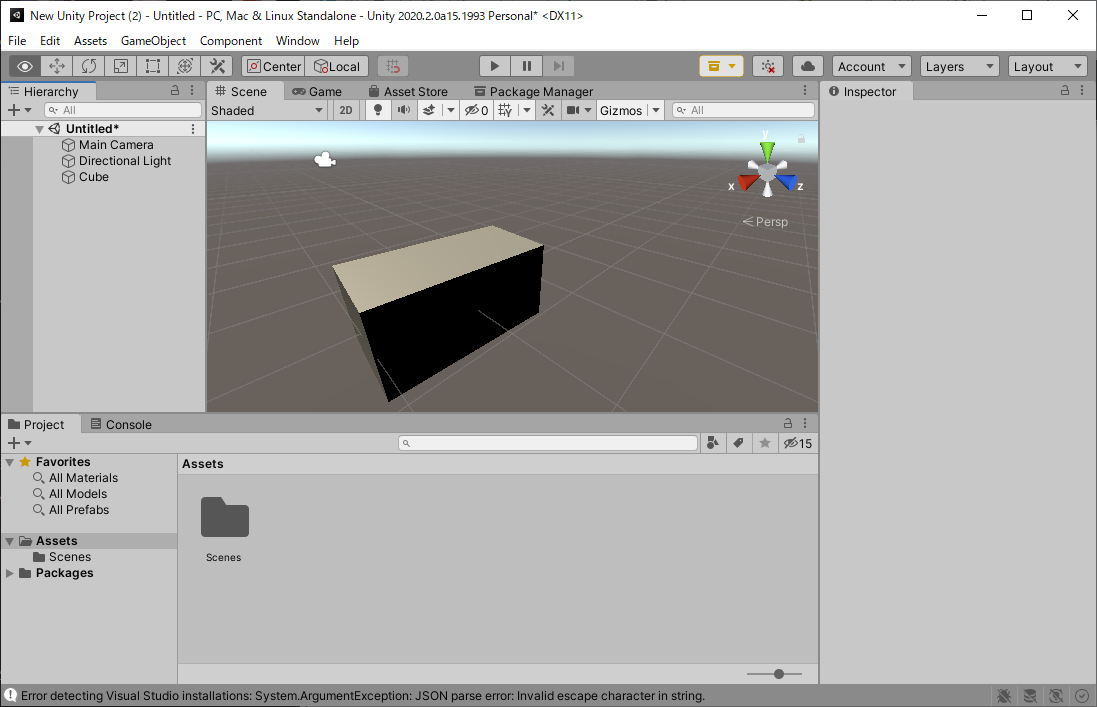 New Unity Project (2) - Untitled - PC, Mac & Linux Standalone - Unity 2020.2.0a15.1993 Personal* <DX11>
File Edit Assets GameObject Component Window Help
Center Local Account Layers Layout
Hierarchy
All
Untitled*
Main Camera
Directional Light
Cube
Scene Game Asset Store Package Manager
Shaded 2D 0 Gizmos All
y
x
z
Persp
Inspector
Project Console
15
Favorites
All Materials
All Models
All Prefabs
Assets
Scenes
Packages
Assets
Scenes
Error detecting Visual Studio installations: System.ArgumentException: JSON parse error: Invalid escape character in string.